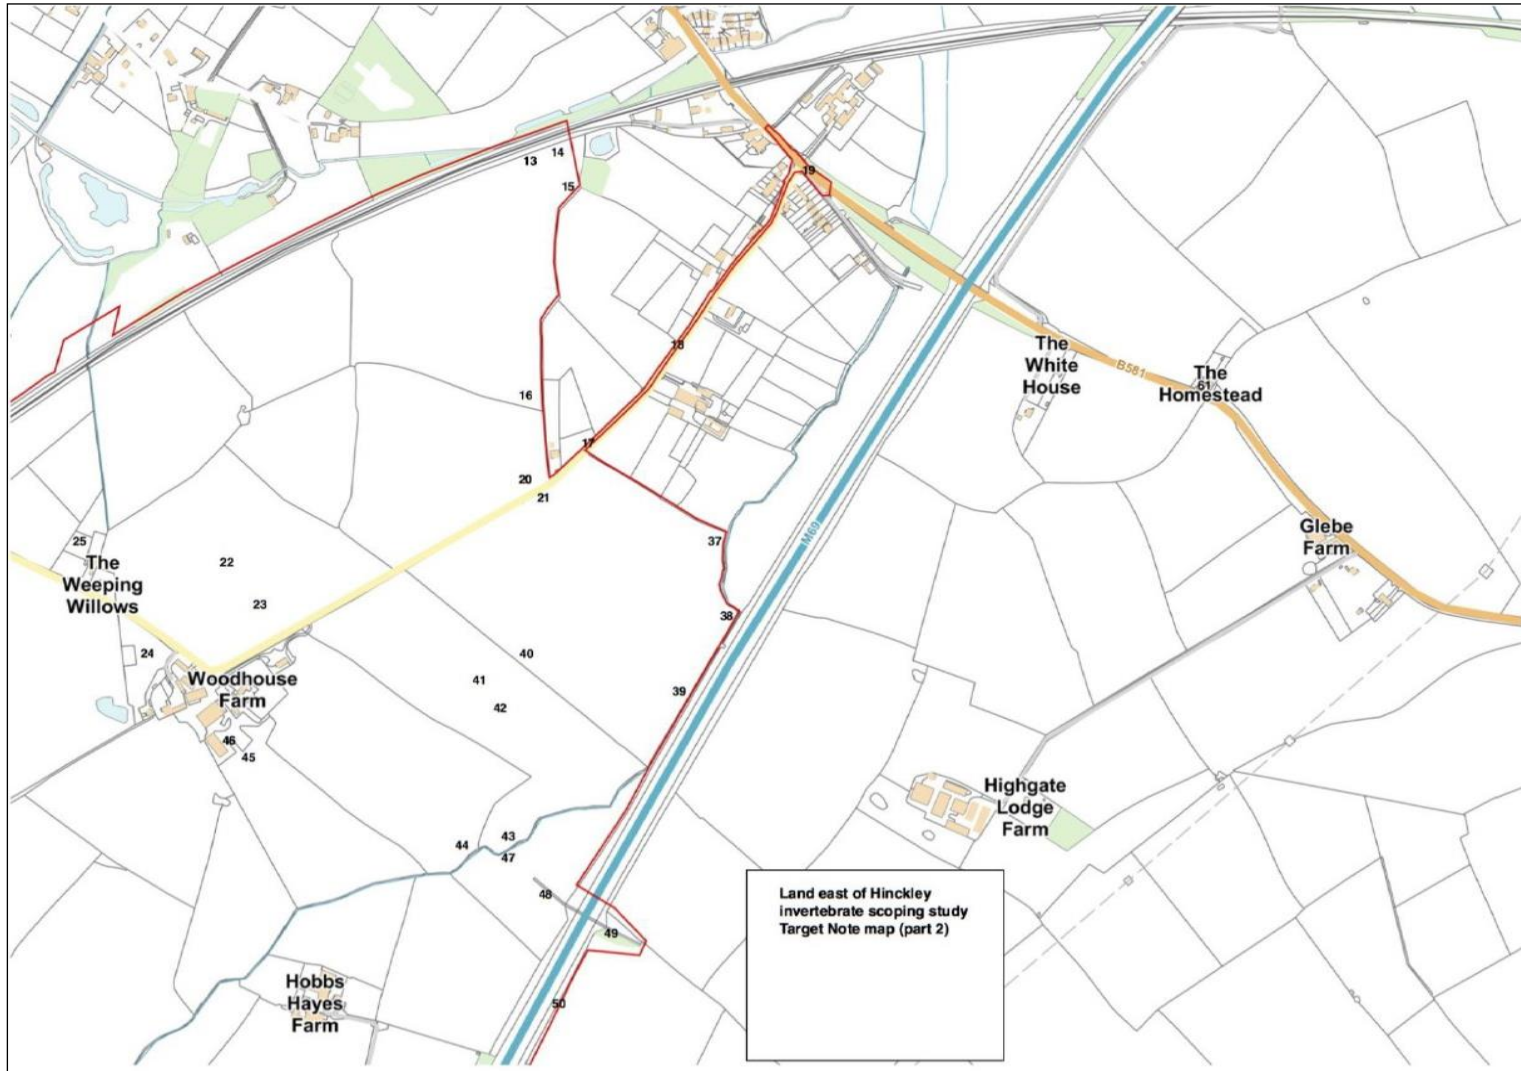 13
14
15
19
18
The
White
House
B581
The
61
Homestead
16
17
20
21
M69
Glebe
Farm
37
25
The
Weeping
Willows
22
23
38
24
40
Woodhouse
Farm
41
39
42
46
45
Highgate
Lodge
Farm
44
43
47
48
49
Land east of Hinckley
invertebrate scoping study
Target Note map (part 2)
Hobbs
Hayes
Farm
50